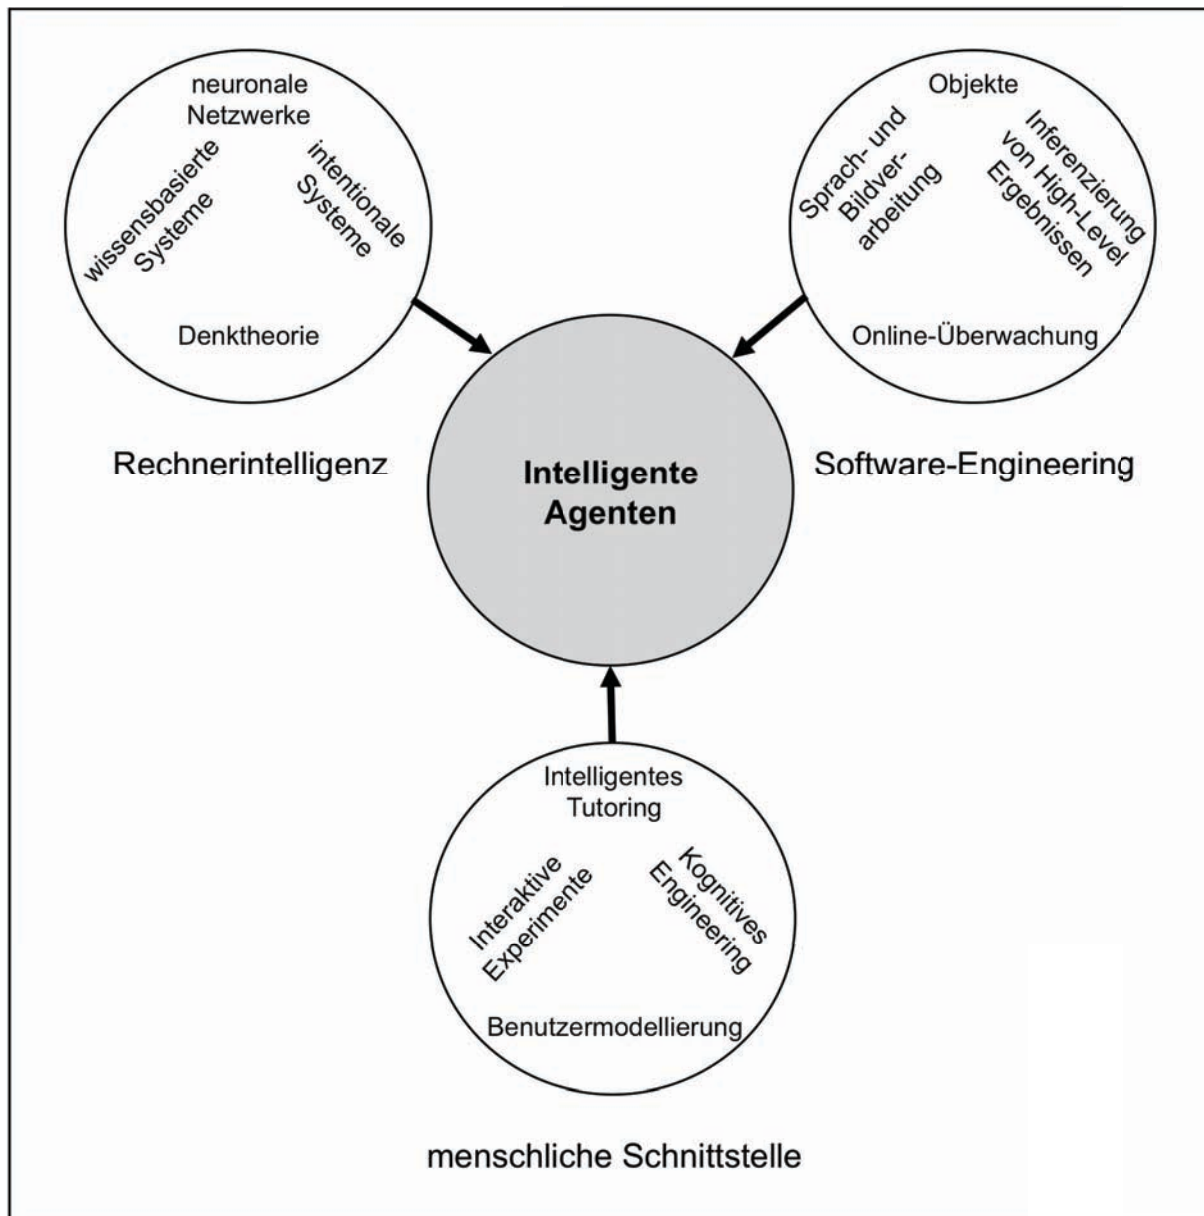 neuronale
Netzwerke
wissensbasierte
Systeme
intentionale
Systeme
Denktheorie
Rechnerintelligenz
Objekte
Sprach- und
Bildver-
arbeitung
Inferenzierung
von High-Level
Ergebnissen
Online-Überwachung
Software-Engineering
Intelligente
Agenten
Intelligentes
Tutoring
Interaktive
Experimente
Kognitives
Engineering
Benutzermodellierung
menschliche Schnittstelle